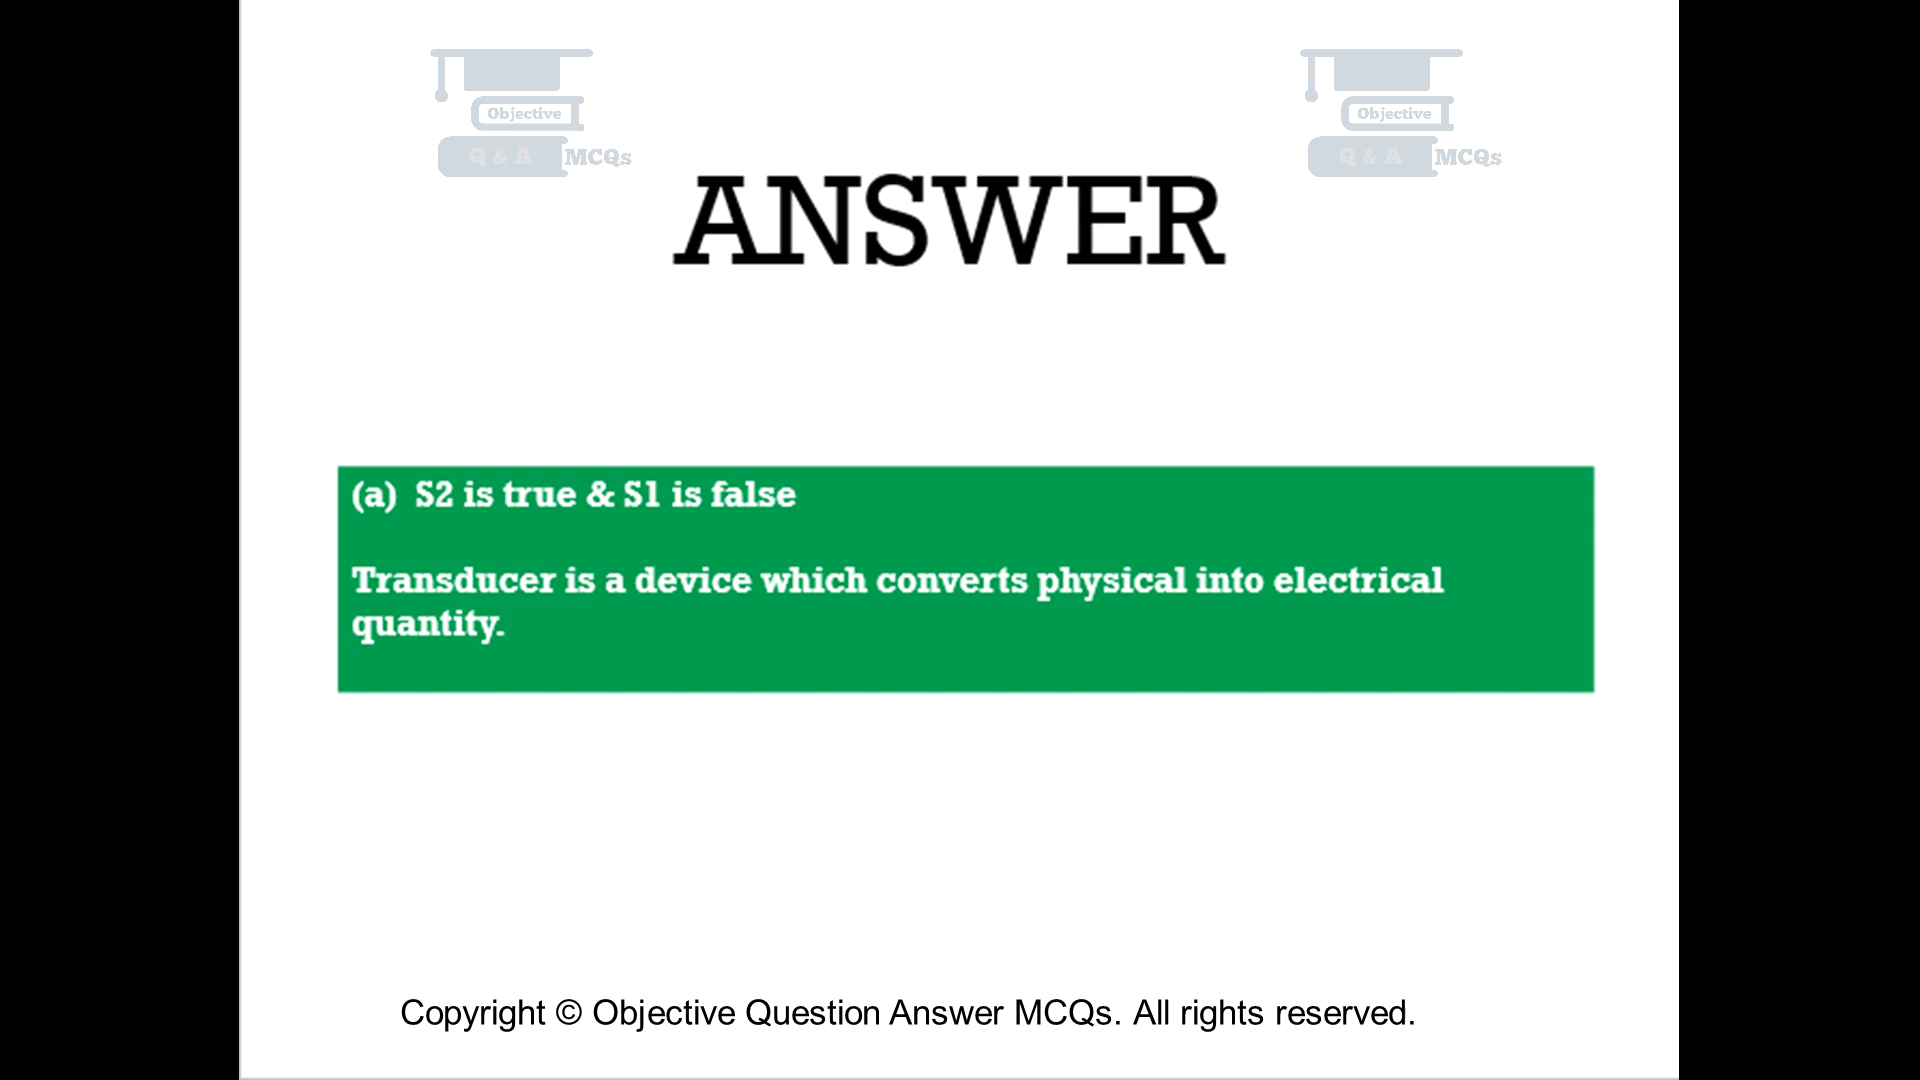 Objective
Q & A MCQs
Objective
Q & A MCQs
ANSWER
(a) S2 is true & S1 is false
Transducer is a device which converts physical into electrical
quantity.
Copyright © Objective Question Answer MCQs. All rights reserved.